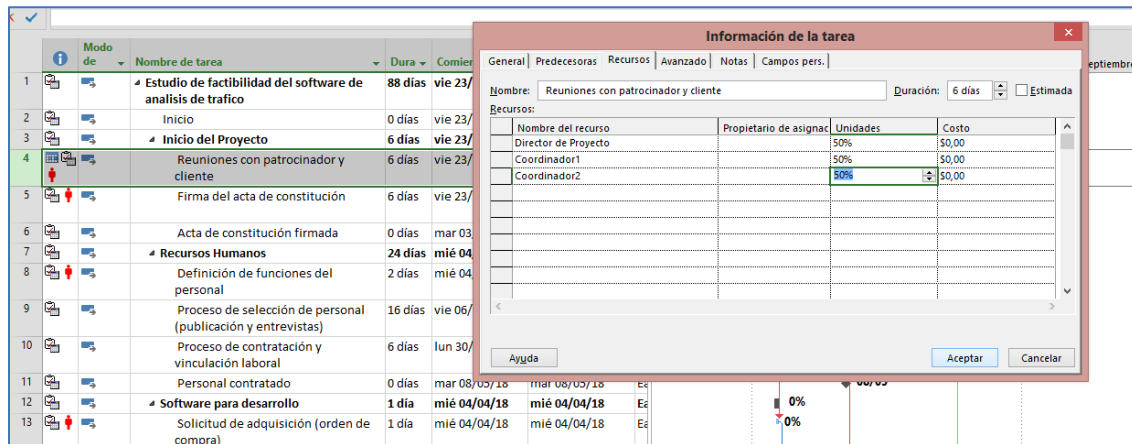 Modo de
Nombre de tarea
Dura
Comier
1 Estudio de factibilidad del software de analisis de trafico 88 días vie 23/
2 Inicio 0 días vie 23/
3 Inicio del Proyecto 6 días vie 23/
4 Reuniones con patrocinador y cliente 6 días vie 23/
5 Firma del acta de constitución 6 días vie 23/
6 Acta de constitución firmada 0 días mar 03,
7 Recursos Humanos 24 días mié 04,
8 Definición de funciones del personal 2 días mié 04,
9 Proceso de selección de personal (publicación y entrevistas) 16 días vie 06/
10 Proceso de contratación y vinculación laboral 6 días lun 30/
11 Personal contratado 0 días mar 08/05/18 mar 08/05/18 08/05
12 Software para desarrollo 1 día mié 04/04/18 mié 04/04/18 0%
13 Solicitud de adquisición (orden de compra) 1 día mié 04/04/18 mié 04/04/18 0%
eptiembre
Información de la tarea
General Predecesoras Recursos Avanzado Notas Campos pers.
Nombre: Reuniones con patrocinador y cliente Duración: 6 días Estimada
Recursos:
Nombre del recurso Propietario de asignac Unidades Costo
Director de Proyecto 50% $0,00
Coordinador1 50% $0,00
Coordinador2 50% $0,00
Ayuda Aceptar Cancelar